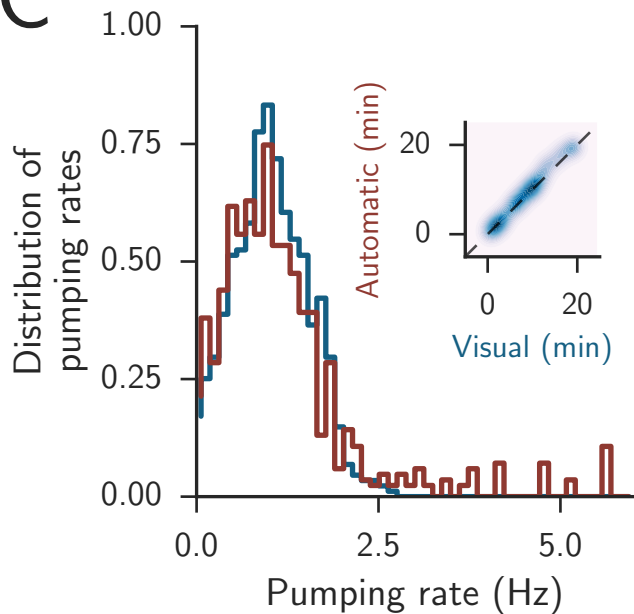 C
Distribution of
pumping rates
1.00
0.75
0.50
0.25
0.00
0.0
2.5
5.0
Pumping rate (Hz)
Automatic (min)
20
0
0
20
Visual (min)